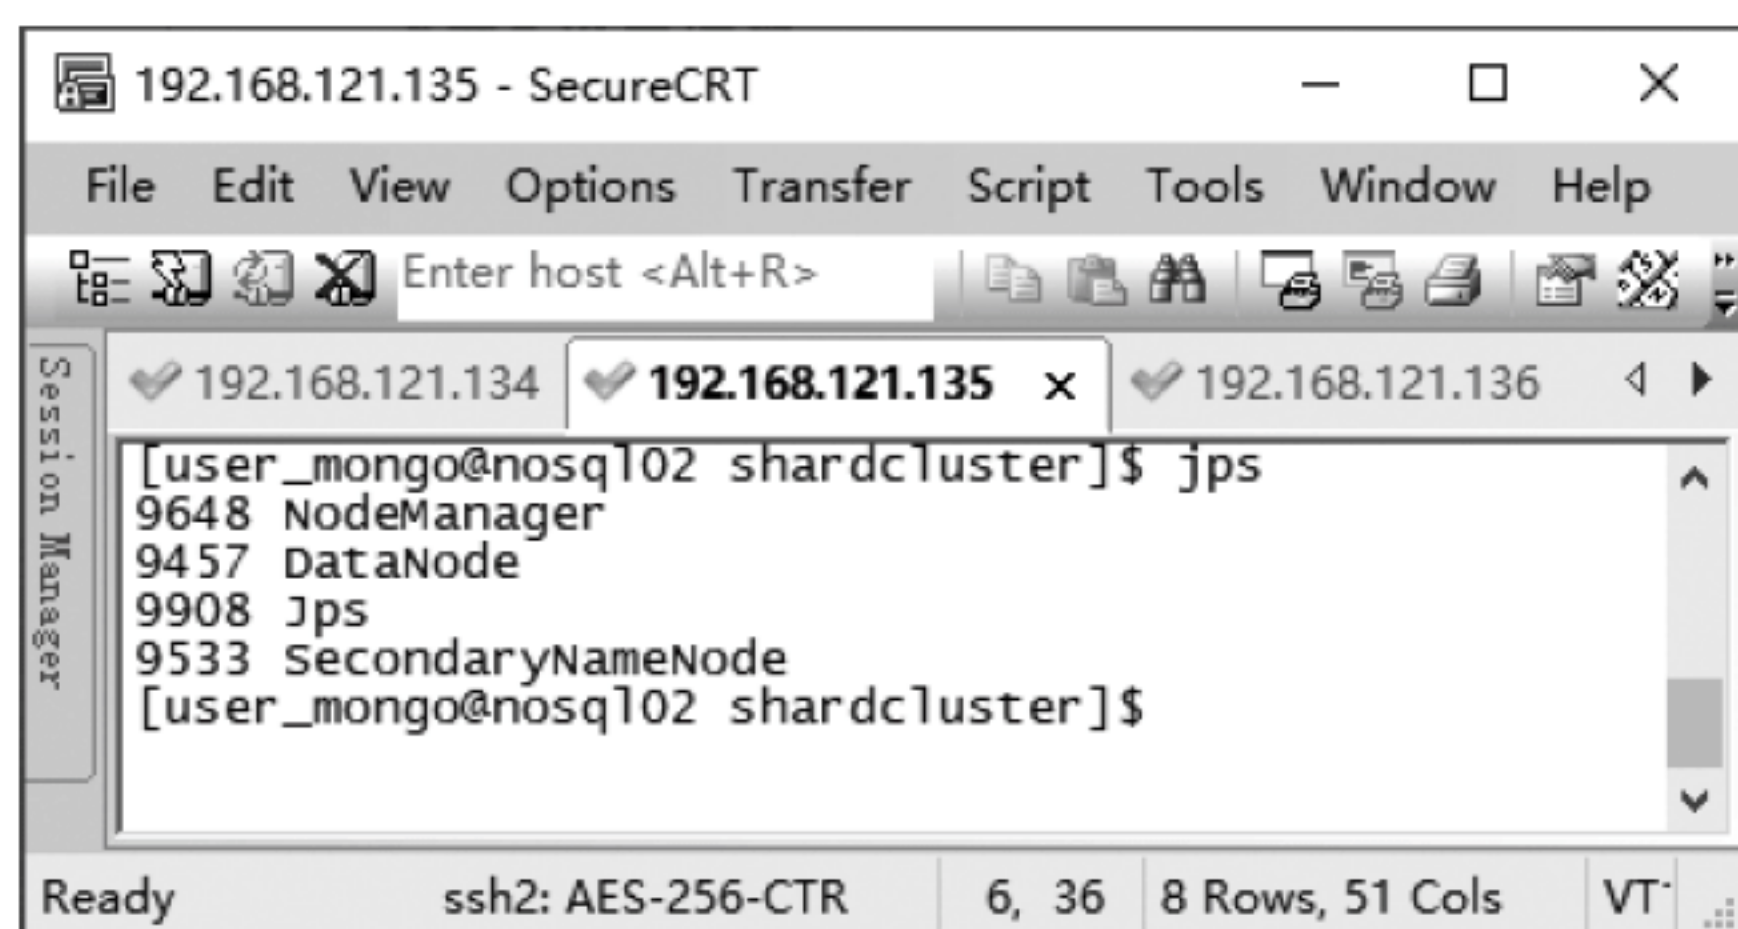 192.168.121.135 - SecureCRT
File Edit View Options Transfer Script Tools Window Help
Enter host <Alt+R>
Session Manager
192.168.121.134 192.168.121.135 x 192.168.121.136
[user_mongo@nosql02 shardcluster]$ jps
9648 NodeManager
9457 DataNode
9908 Jps
9533 SecondaryNameNode
[user_mongo@nosql02 shardcluster]$
Ready ssh2: AES-256-CTR 6, 36 8 Rows, 51 Cols VT